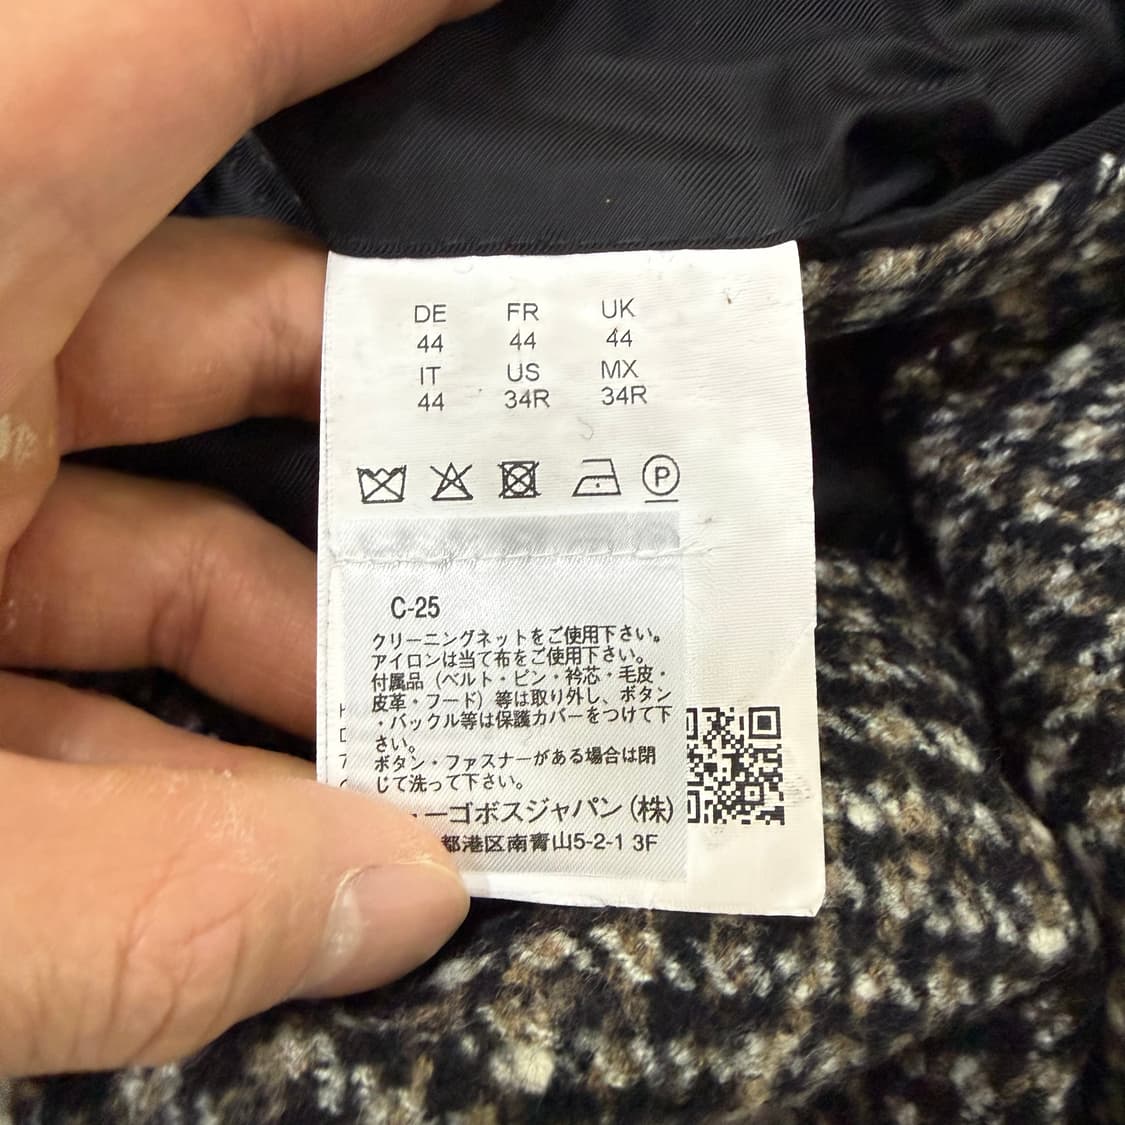 DE FR UK
44 44 44
IT US MX
44 34R 34R
P
C-25
クリーニングネットをご使用下さい。
アイロンは当て布をご使用下さい。
付属品（ベルト・ピン・衿芯・毛皮・
皮革・フード）等は取り外し、ボタン
・バックル等は保護カバーをつけて下
さい。
ボタン・ファスナーがある場合は閉
じて洗って下さい。
ーゴボスジャパン（株）
都港区南青山5-2-1 3F